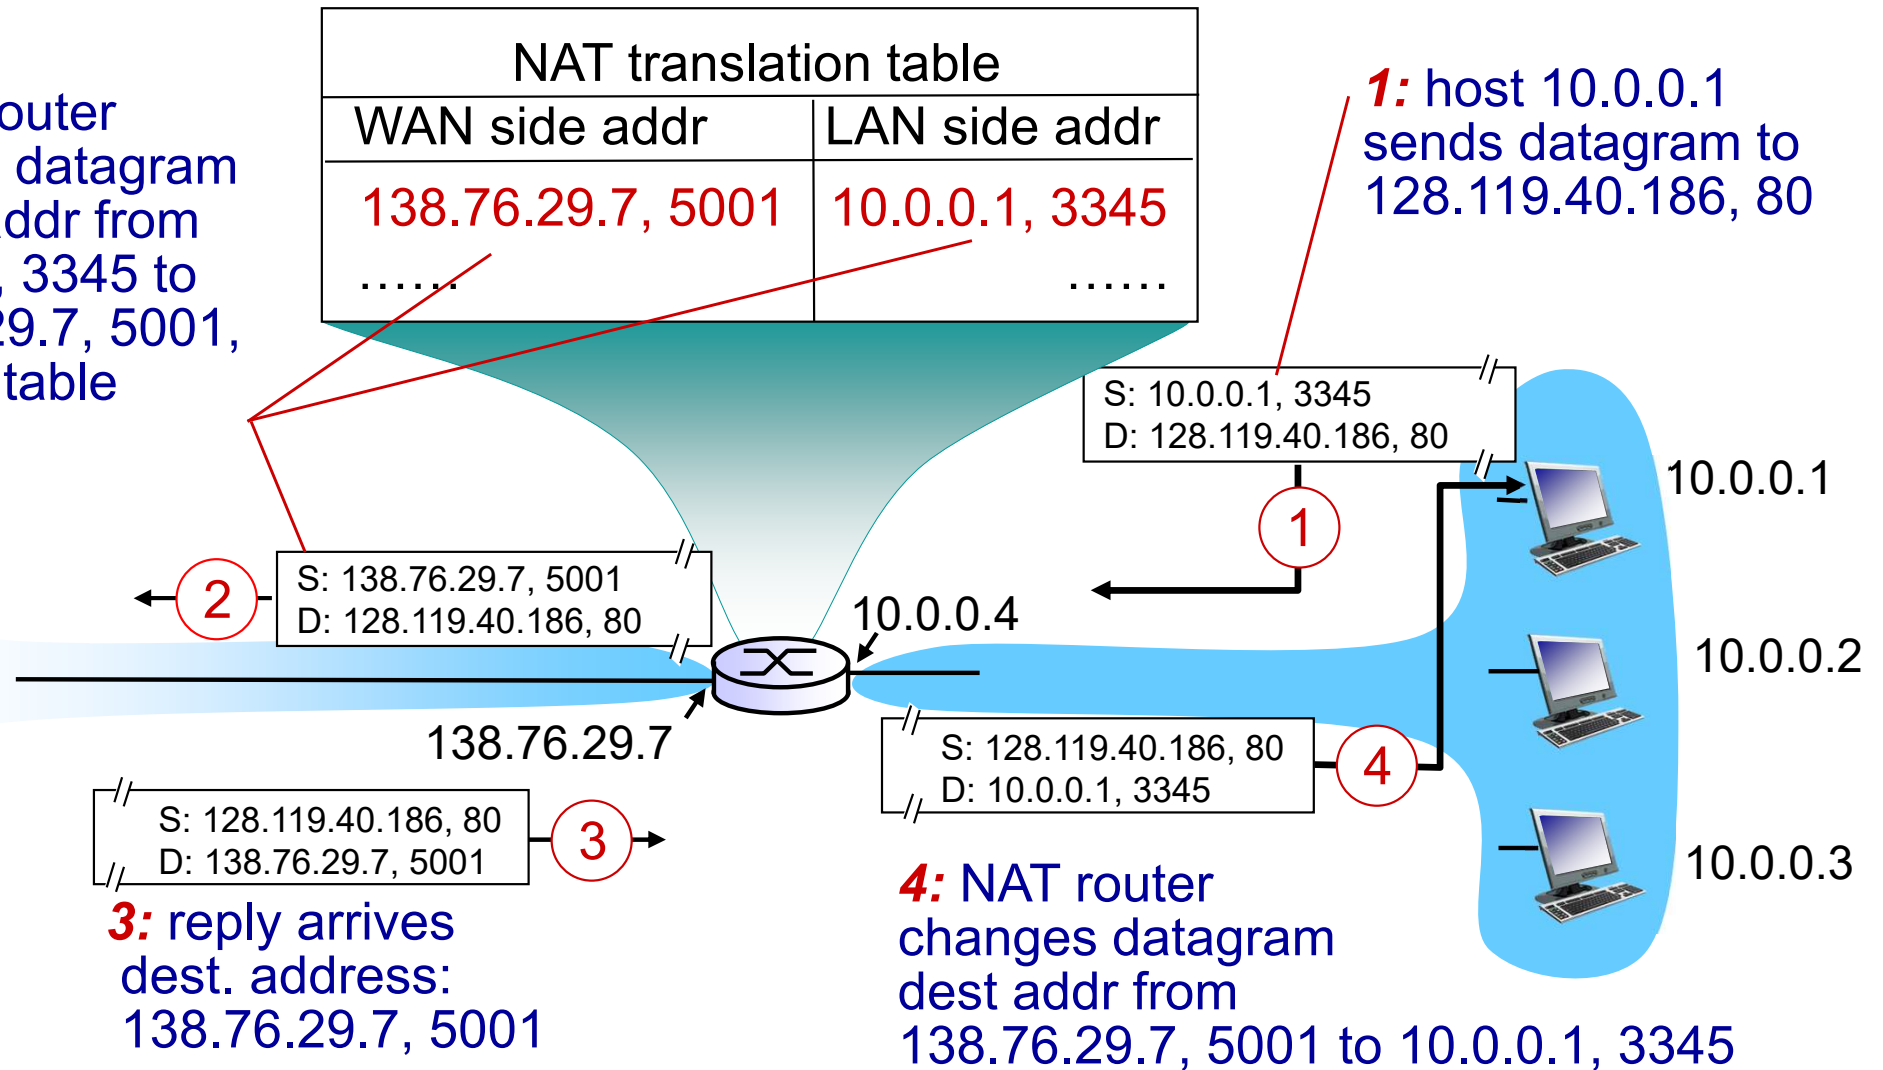 NAT translation table
WAN side addr LAN side addr
138.76.29.7, 5001 10.0.0.1, 3345
...... ......
1: host 10.0.0.1
sends datagram to
128.119.40.186, 80
datagram
from
, 3345 to
29.7, 5001,
table
S: 10.0.0.1, 3345
D: 128.119.40.186, 80
1
10.0.0.1
2
S: 138.76.29.7, 5001
D: 128.119.40.186, 80
10.0.0.4
10.0.0.2
138.76.29.7
S: 128.119.40.186, 80
D: 10.0.0.1, 3345
4
S: 128.119.40.186, 80
D: 138.76.29.7, 5001
3
10.0.0.3
3: reply arrives
dest. address:
138.76.29.7, 5001
4: NAT router
changes datagram
dest addr from
138.76.29.7, 5001 to 10.0.0.1, 3345